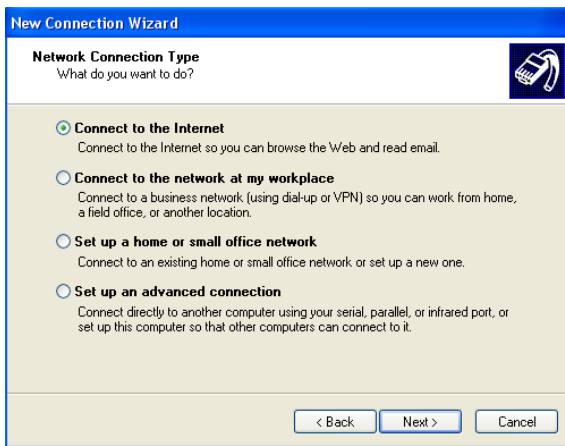 New Connection Wizard
Network Connection Type
What do you want to do?
Connect to the Internet
Connect to the Internet so you can browse the Web and read email.
Connect to the network at my workplace
Connect to a business network (using dial-up or VPN) so you can work from home,
a field office, or another location.
Set up a home or small office network
Connect to an existing home or small office network or set up a new one.
Set up an advanced connection
Connect directly to another computer using your serial, parallel, or infrared port, or
set up this computer so that other computers can connect to it.
< Back Next > Cancel